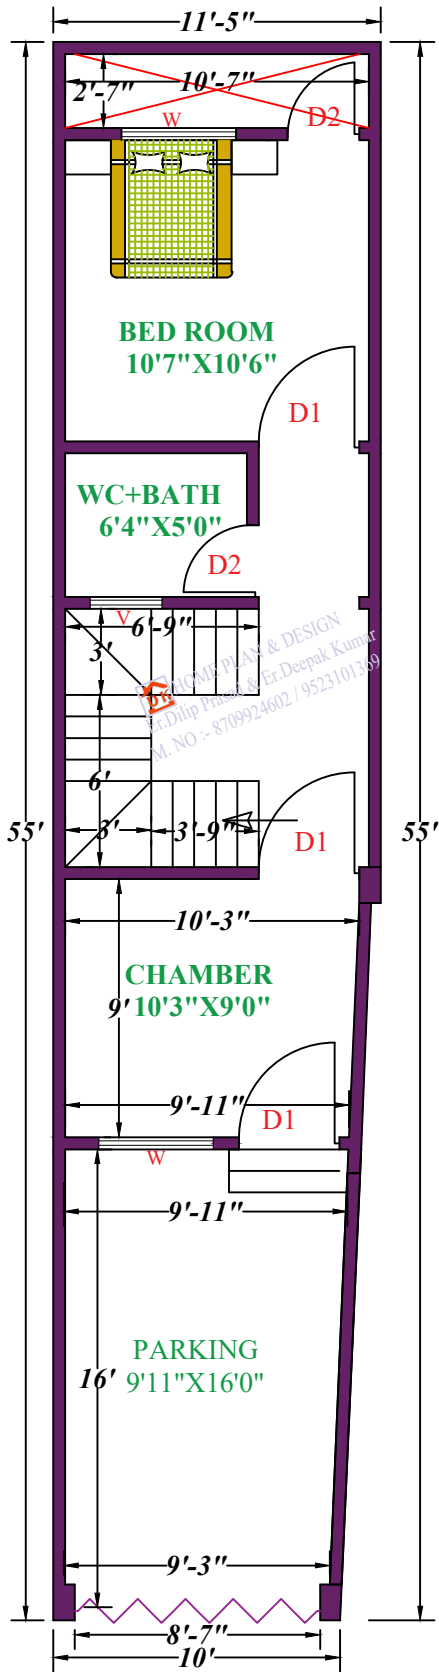 11'-5"
10'-7"
2'-7"
W
D2
BED ROOM
10'7"X10'6"
D1
WC+BATH
6'4"X5'0"
D2
V
6'-9"
3'
HOME PLAN & DESIGN
Er.Dilip Prasad & Er.Deepak Kumar
M. NO :- 8709924602 / 9523101369
6'
55'
55'
3'
3'-9"
D1
10'-3"
CHAMBER
9'
10'3"X9'0"
9'-11"
D1
W
9'-11"
PARKING
16'
9'11"X16'0"
9'-3"
8'-7"
10'